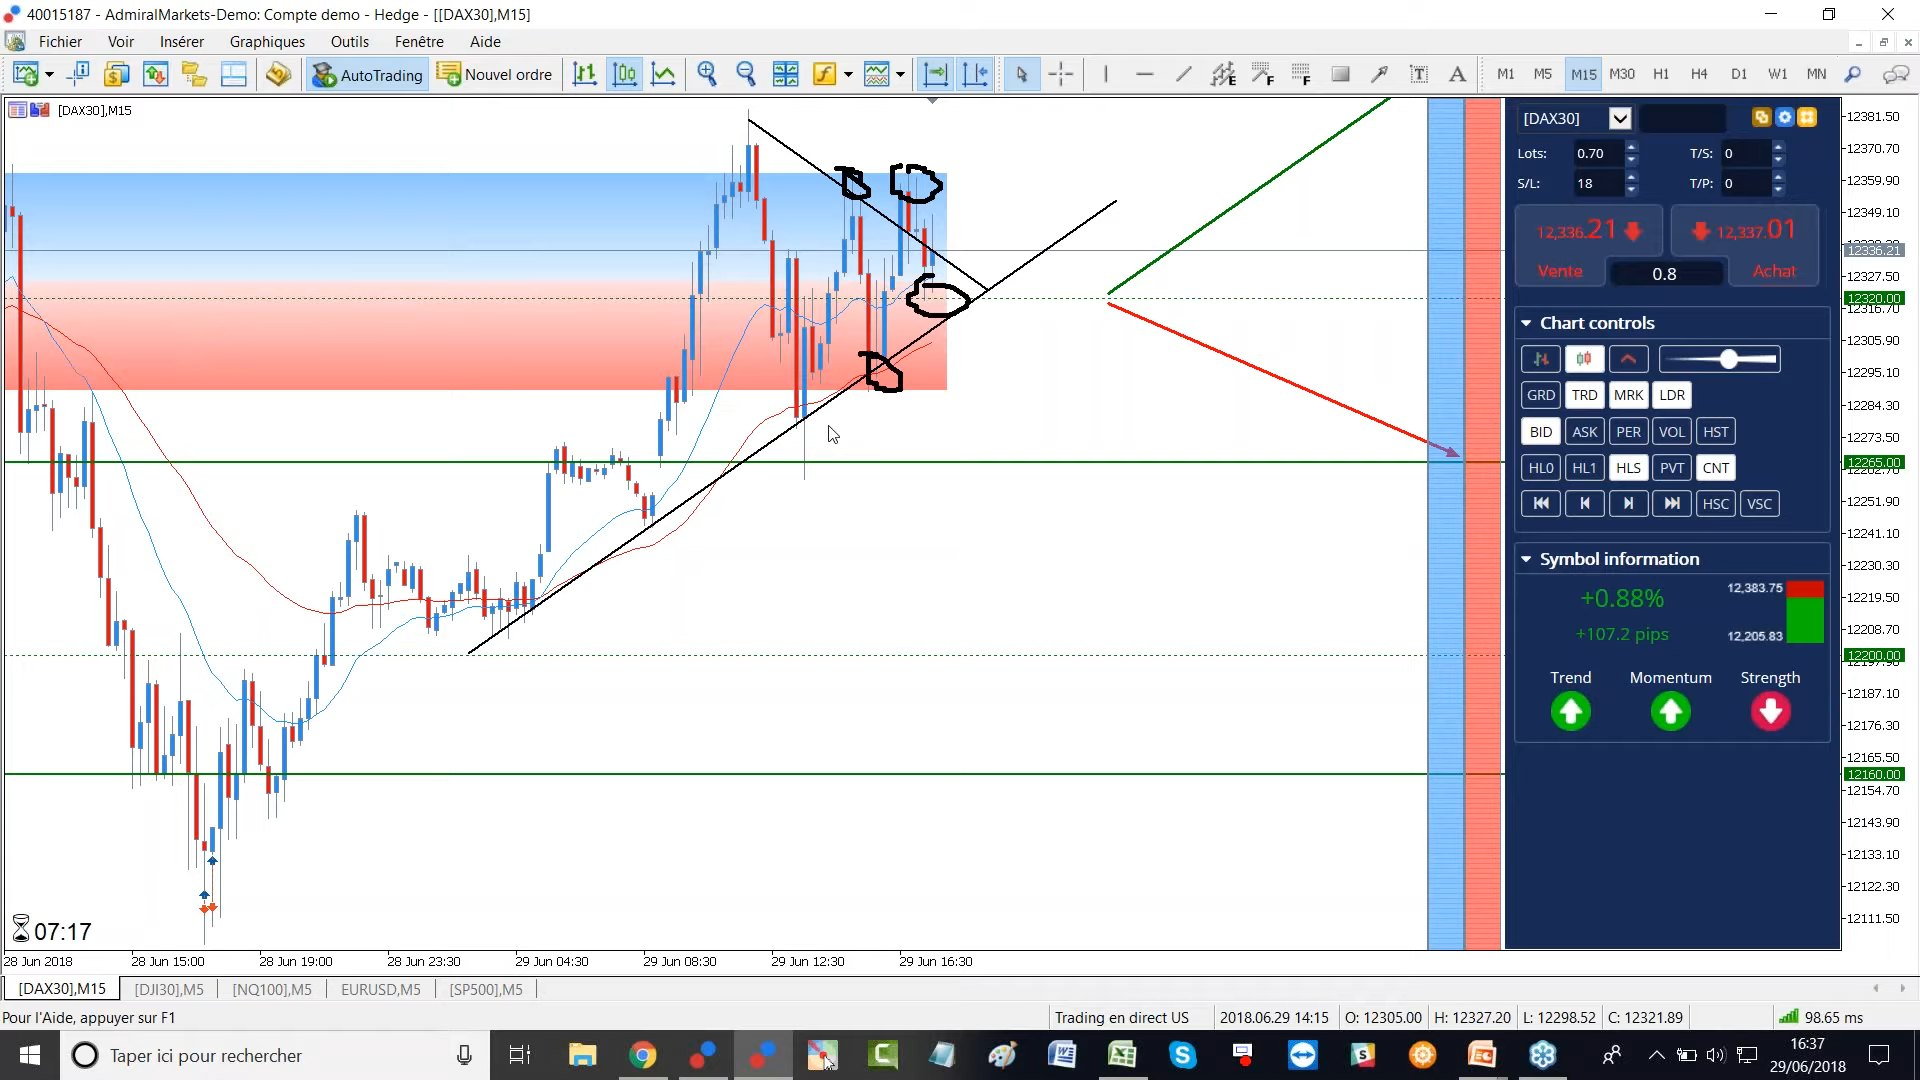 40015187 - AdmiralMarkets-Demo: Compte demo - Hedge - [[DAX30],M15]
Fichier Voir Insérer Graphiques Outils Fenêtre Aide
AutoTrading Nouvel ordre M1 M5 M15 M30 H1 H4 D1 W1 MN
[DAX30],M15
[DAX30]
Lots: 0.70 T/S: 0
S/L: 18 T/P: 0
12,336.21 12,337.01
Vente 0.8 Achat
Chart controls
GRD TRD MRK LDR
BID ASK PER VOL HST
HL0 HL1 HLS PVT CNT
HSC VSC
Symbol information
+0.88% 12,383.75
+107.2 pips 12,205.83
Trend Momentum Strength
12381.50
12370.70
12359.90
12349.10
12336.21
12327.50
12320.00
12316.70
12305.90
12295.10
12284.30
12273.50
12265.00
12251.90
12241.10
12230.30
12219.50
12208.70
12200.00
12187.10
12176.30
12165.50
12160.00
12154.70
12143.90
12133.10
12122.30
12111.50
07:17
28 Jun 2018 28 Jun 15:00 28 Jun 19:00 28 Jun 23:30 29 Jun 04:30 29 Jun 08:30 29 Jun 12:30 29 Jun 16:30
[DAX30],M15 [DJI30],M5 [NQ100],M5 EURUSD,M5 [SP500],M5
Pour l'Aide, appuyer sur F1 Trading en direct US 2018.06.29 14:15 O: 12305.00 H: 12327.20 L: 12298.52 C: 12321.89 98.65 ms
Taper ici pour rechercher
16:37
29/06/2018